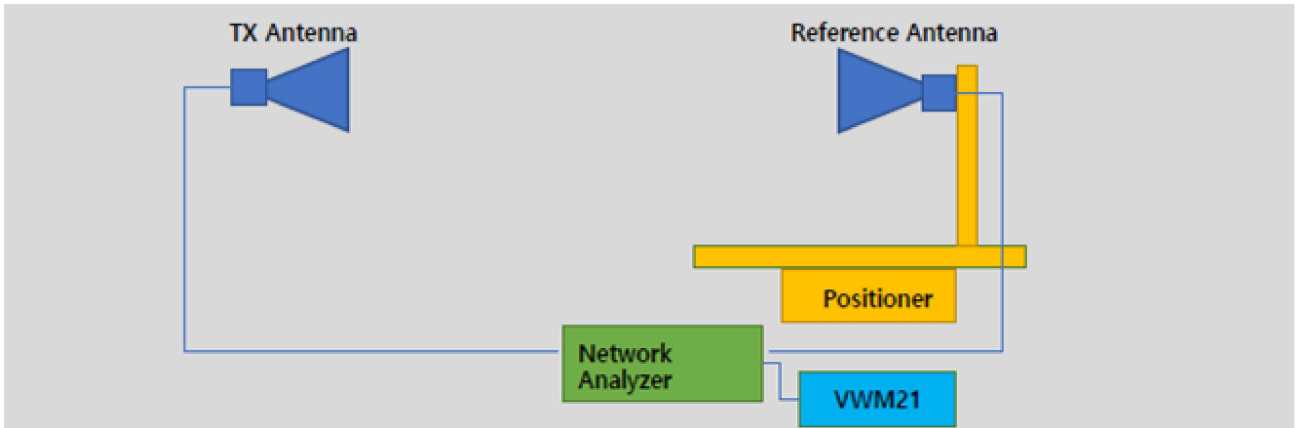 TX Antenna
Reference Antenna
Positioner
Network
Analyzer
VWM21